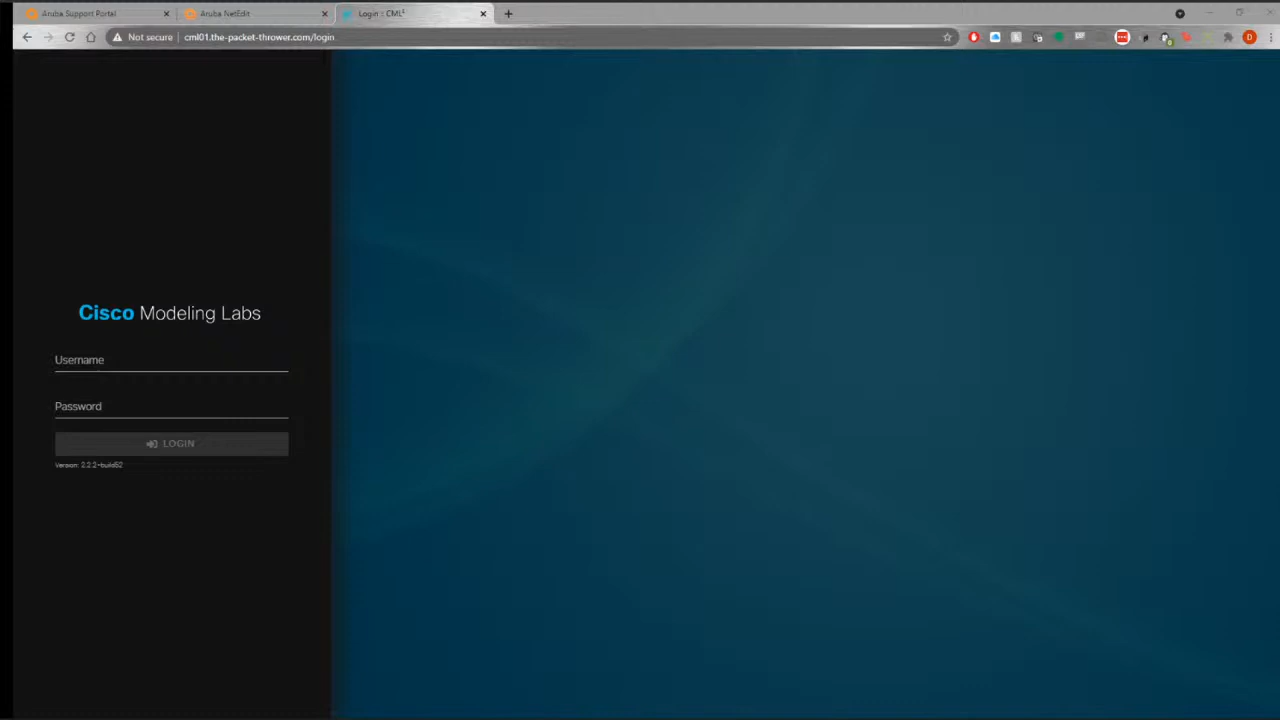 Aruba Support Portal
Aruba NetEdit
Login :: CML²
Not secure
cml01.the-packet-thrower.com/login
D
Cisco Modeling Labs
Username
Password
LOGIN
Version: 2.2.2+build52